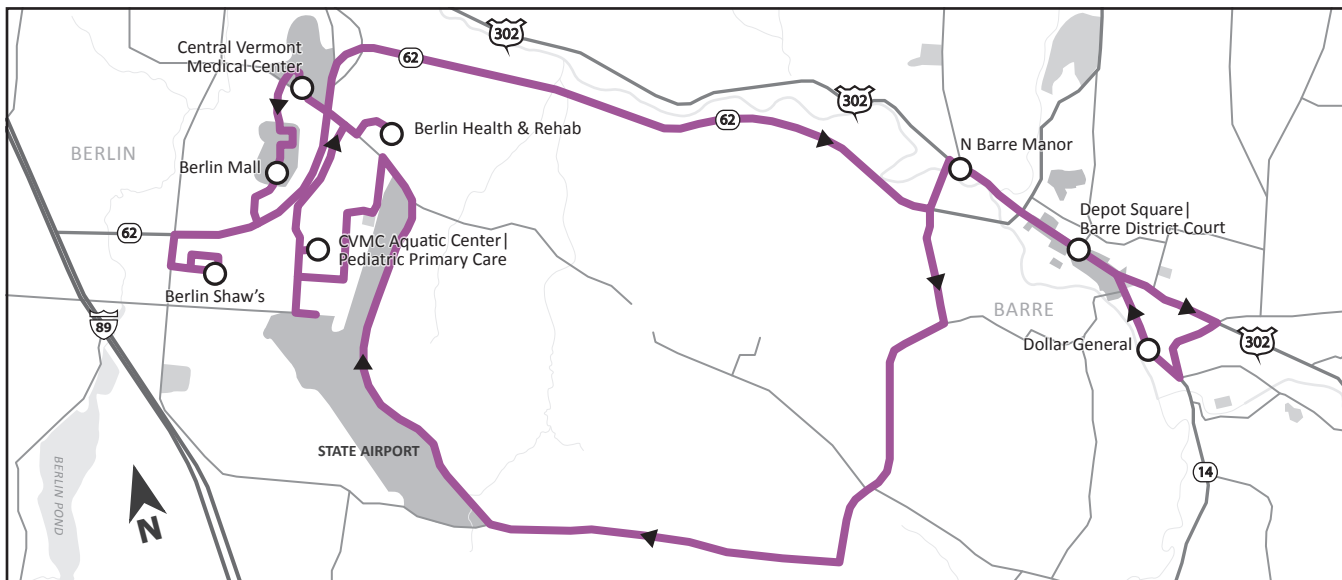 302
Central Vermont
Medical Center
62
302
62
Berlin Health & Rehab
BERLIN
N Barre Manor
Berlin Mall
Depot Square|
Barre District Court
62
CVMC Aquatic Center|
Pediatric Primary Care
Berlin Shaw's
BARRE
89
Dollar General
302
STATE AIRPORT
14
BERLIN POND
N